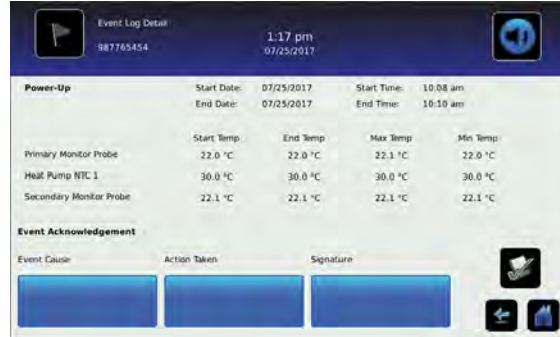 Event Log Detail
987765454
1:17 pm
07/25/2017
Power-Up Start Date: 07/25/2017 Start Time: 10:08 am
End Date: 07/25/2017 End Time: 10:10 am
Start Temp End Temp Max Temp Min Temp
Primary Monitor Probe 22.0 °C 22.0 °C 22.1 °C 22.0 °C
Heat Pump NTC 1 30.0 °C 30.0 °C 30.0 °C 30.0 °C
Secondary Monitor Probe 22.1 °C 22.1 °C 22.1 °C 22.1 °C
Event Acknowledgement
Event Cause Action Taken Signature